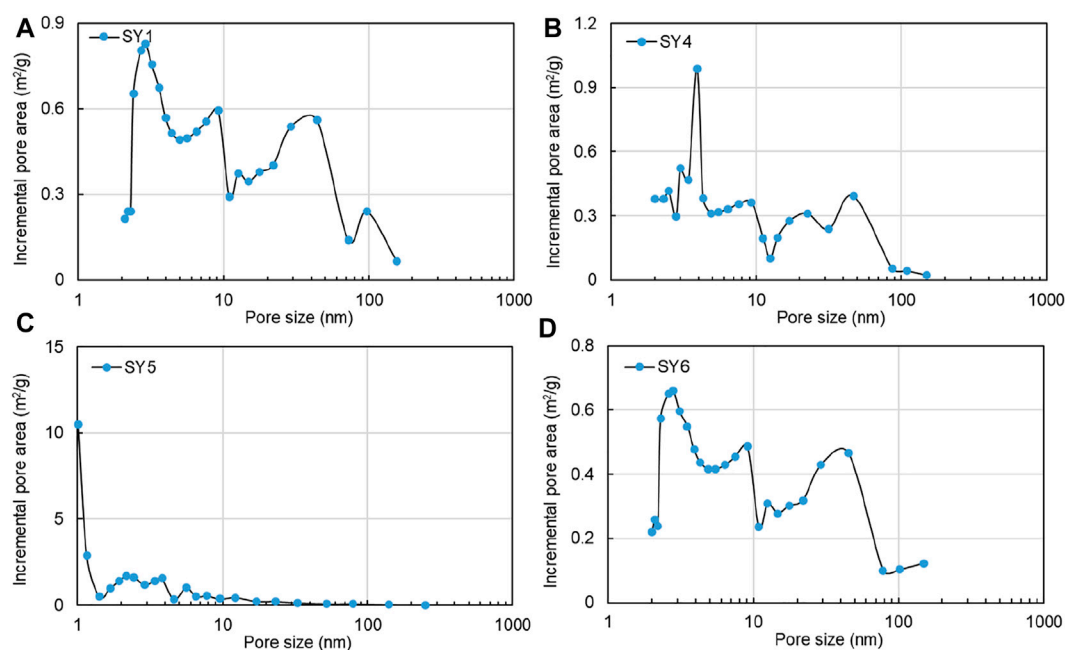 A
SY1
Incremental pore area (m²/g)
0.9
0.6
0.3
0
1 10 100 1000
Pore size (nm)
B
SY4
Incremental pore area (m²/g)
1.2
0.9
0.6
0.3
0
1 10 100 1000
Pore size (nm)
C
SY5
Incremental pore area (m²/g)
15
10
5
0
1 10 100 1000
Pore size (nm)
D
SY6
Incremental pore area (m²/g)
0.8
0.6
0.4
0.2
0
1 10 100 1000
Pore size (nm)